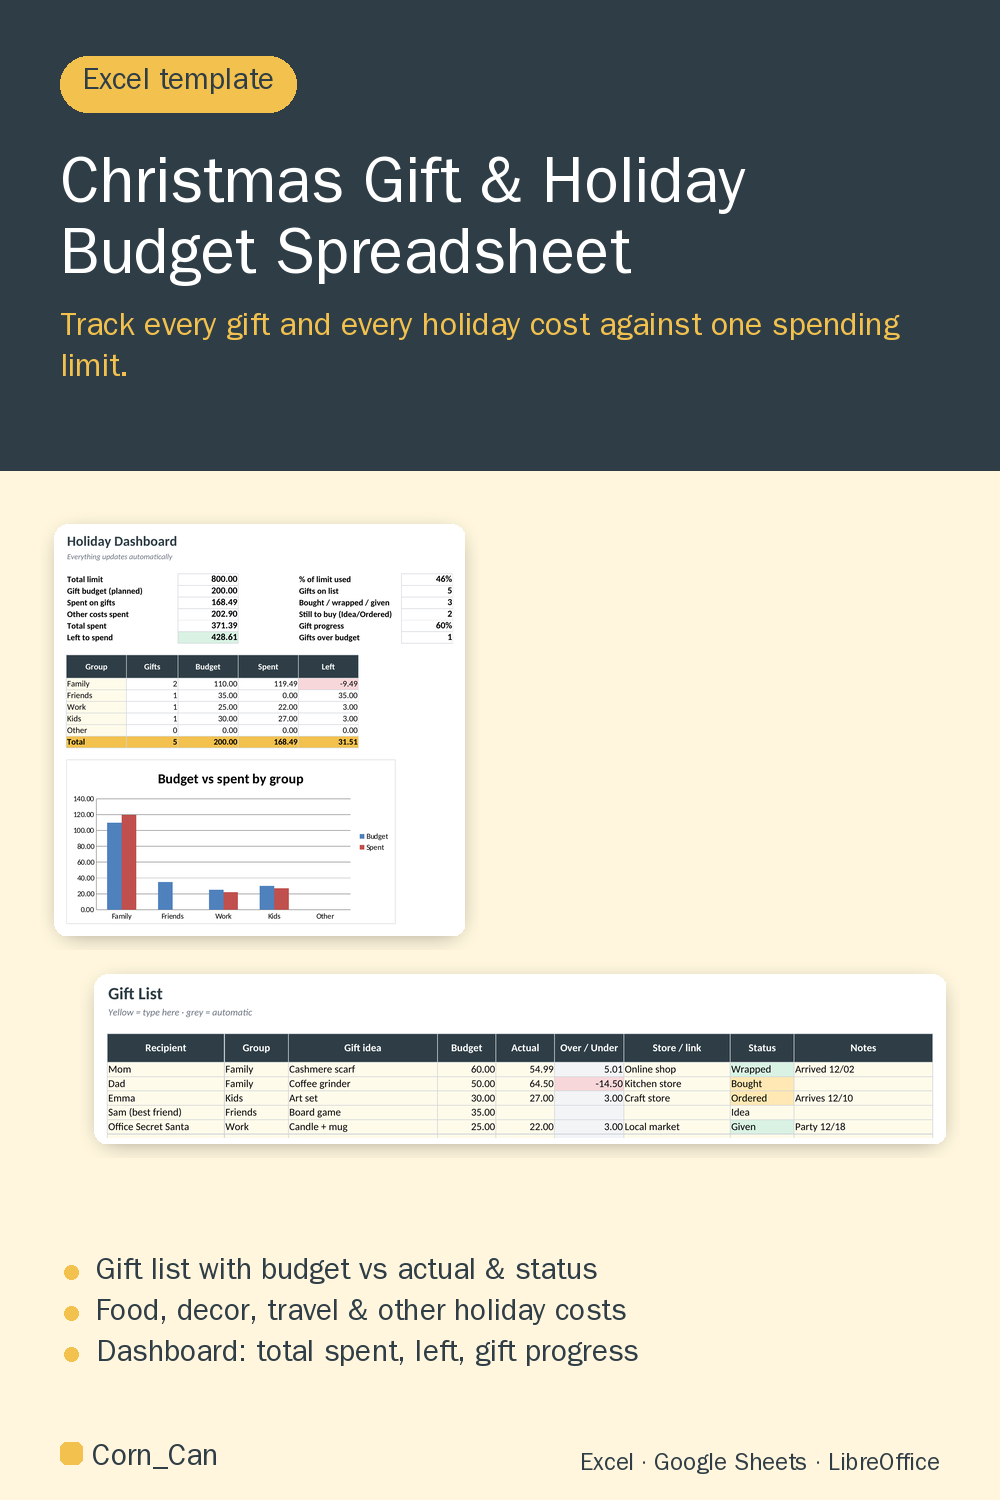 Excel template
Christmas Gift & Holiday
Budget Spreadsheet
Track every gift and every holiday cost against one spending
limit.
Holiday Dashboard
Everything updates automatically
Total limit 800.00 % of limit used 46%
Gift budget (planned) 200.00 Gifts on list 5
Spent on gifts 168.49 Bought / wrapped / given 3
Other costs spent 202.90 Still to buy (Idea/Ordered) 2
Total spent 371.39 Gift progress 60%
Left to spend 428.61 Gifts over budget 1
Group Gifts Budget Spent Left
Family 2 110.00 119.49 -9.49
Friends 1 35.00 0.00 35.00
Work 1 25.00 22.00 3.00
Kids 1 30.00 27.00 3.00
Other 0 0.00 0.00 0.00
Total 5 200.00 168.49 31.51
Budget vs spent by group
140.00
120.00
100.00
80.00
60.00
40.00
20.00
0.00
Budget
Spent
Family Friends Work Kids Other
Gift List
Yellow = type here · grey = automatic
Recipient Group Gift idea Budget Actual Over / Under Store / link Status Notes
Mom Family Cashmere scarf 60.00 54.99 5.01 Online shop Wrapped Arrived 12/02
Dad Family Coffee grinder 50.00 64.50 -14.50 Kitchen store Bought
Emma Kids Art set 30.00 27.00 3.00 Craft store Ordered Arrives 12/10
Sam (best friend) Friends Board game 35.00 Idea
Office Secret Santa Work Candle + mug 25.00 22.00 3.00 Local market Given Party 12/18
Gift list with budget vs actual & status
Food, decor, travel & other holiday costs
Dashboard: total spent, left, gift progress
Corn_Can
Excel · Google Sheets · LibreOffice